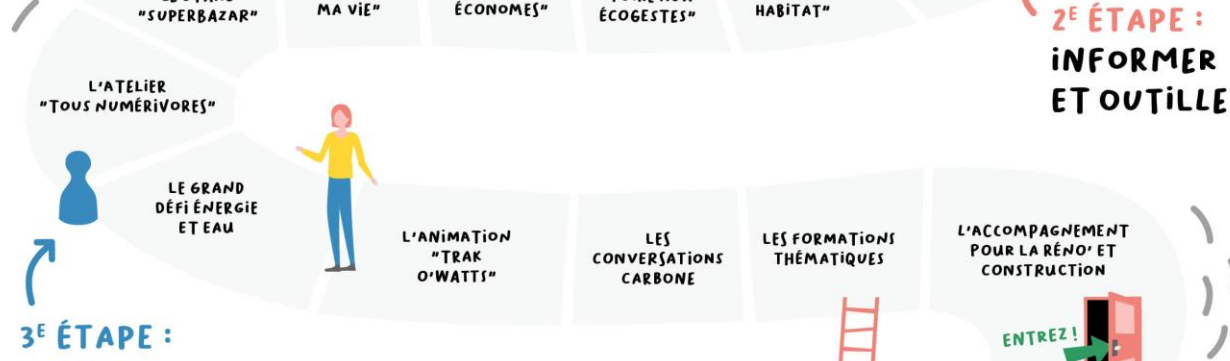 "SUPERBAZAR"
MA VIE"
ÉCONOMES"
ÉCOGESTES"
HABITAT"
2E ÉTAPE :
INFORMER
ET OUTILLE
L'ATELIER
"TOUS NUMÉRIVORES"
LE GRAND
DÉFI ÉNERGIE
ET EAU
L'ANIMATION
"TRAK
O'WATTS"
LES
CONVERSATIONS
CARBONE
LES FORMATIONS
THÉMATIQUES
L'ACCOMPAGNEMENT
POUR LA RÉNO' ET
CONSTRUCTION
ENTREZ !
3E ÉTAPE :